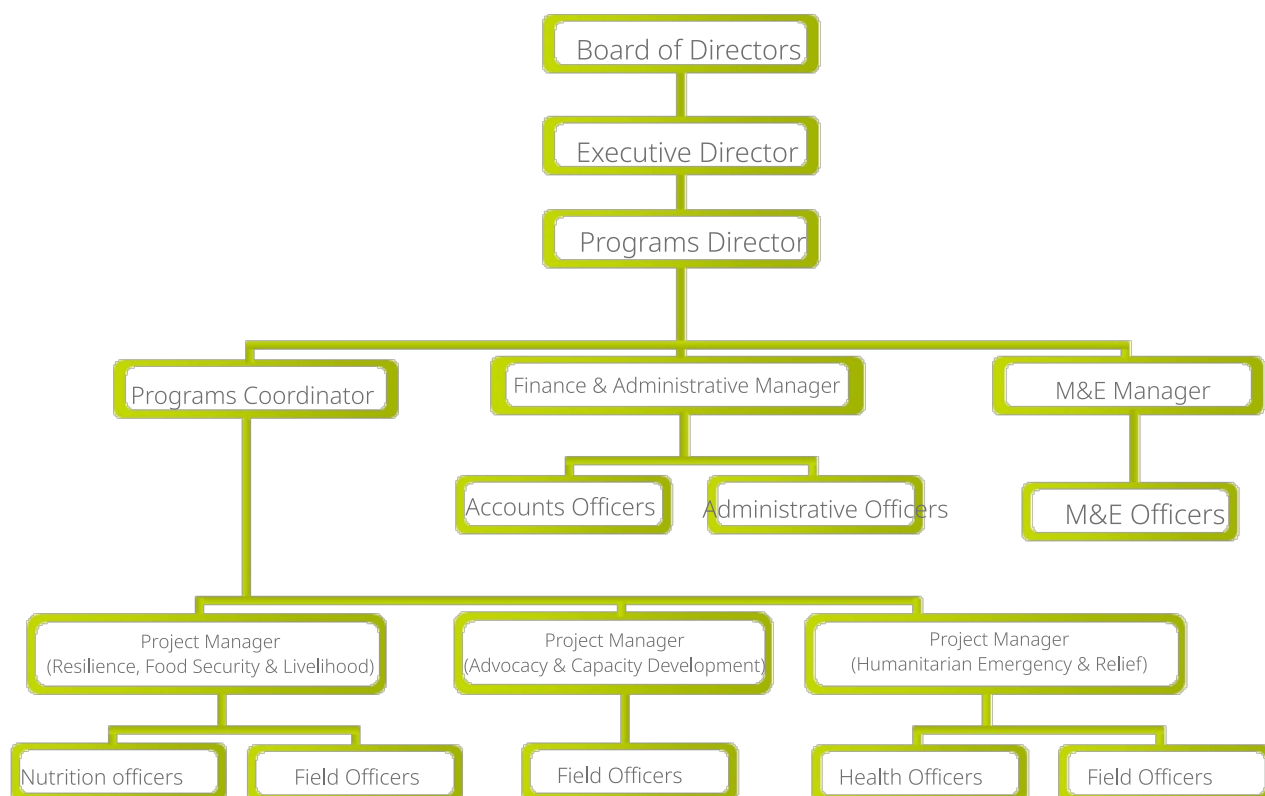 Board of Directors
Executive Director
Programs Director
Programs Coordinator
Finance & Administrative Manager
M&E Manager
Accounts Officers
Administrative Officers
M&E Officers
Project Manager
(Resilience, Food Security & Livelihood)
Project Manager
(Advocacy & Capacity Development)
Project Manager
(Humanitarian Emergency & Relief)
Nutrition officers
Field Officers
Field Officers
Health Officers
Field Officers